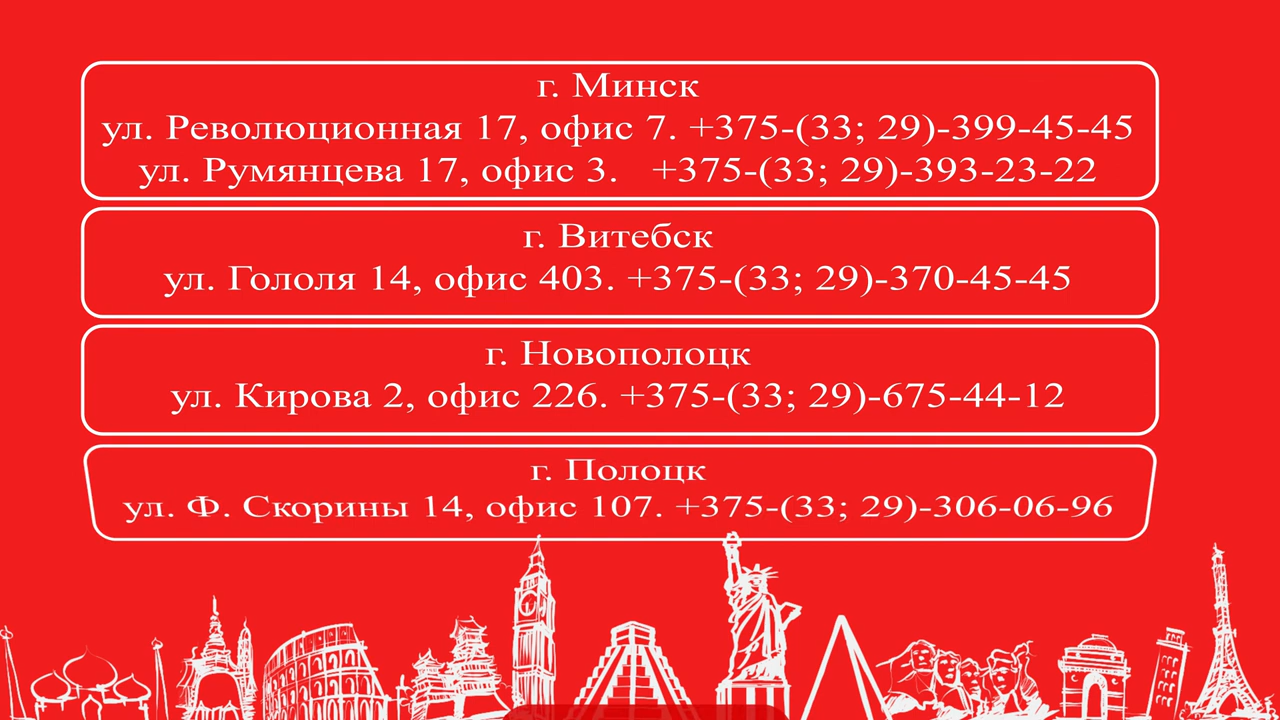 г. Минск
ул. Революционная 17, офис 7. +375-(33; 29)-399-45-45
ул. Румянцева 17, офис 3. +375-(33; 29)-393-23-22
г. Витебск
ул. Гололя 14, офис 403. +375-(33; 29)-370-45-45
г. Новополоцк
ул. Кирова 2, офис 226. +375-(33; 29)-675-44-12
г. Полоцк
ул. Ф. Скорины 14, офис 107. +375-(33; 29)-306-06-96